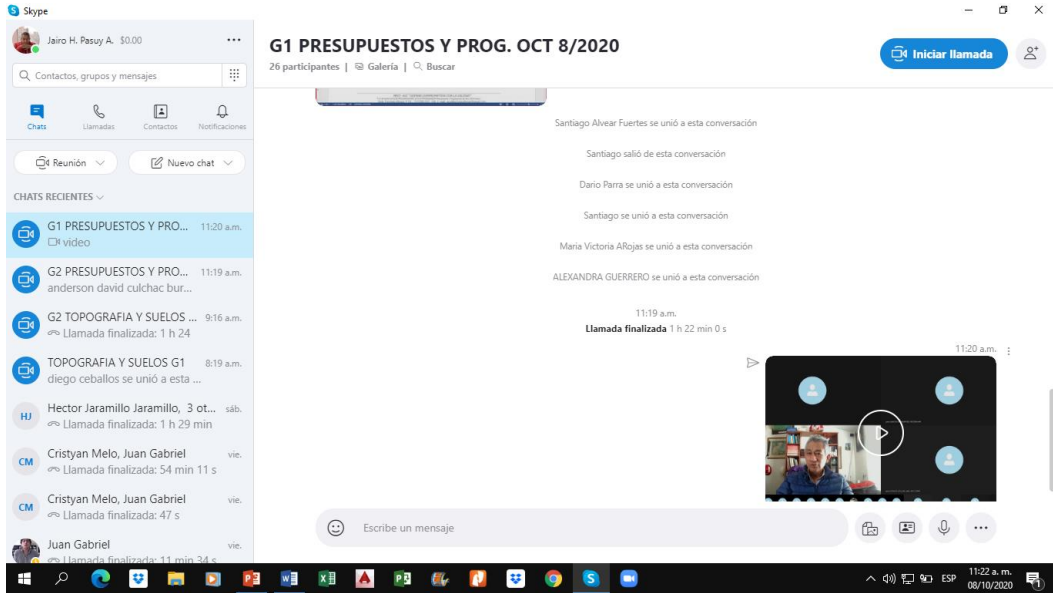 Skype
Jairo H. Pasuy A. $0.00
Contactos, grupos y mensajes
Chats
Llamadas
Contactos
Notificaciones
Reunión
Nuevo chat
CHATS RECIENTES
G1 PRESUPUESTOS Y PRO... 11:20 a.m.
video
G2 PRESUPUESTOS Y PRO... 11:19 a.m.
anderson david culchac bur...
G2 TOPOGRAFIA Y SUELOS ... 9:16 a.m.
Llamada finalizada: 1 h 24
TOPOGRAFIA Y SUELOS G1 8:19 a.m.
diego ceballos se unió a esta ...
HJ
Hector Jaramillo Jaramillo, 3 ot... sáb.
Llamada finalizada: 1 h 29 min
CM
Cristyan Melo, Juan Gabriel vie.
Llamada finalizada: 54 min 11 s
CM
Cristyan Melo, Juan Gabriel vie.
Llamada finalizada: 47 s
Juan Gabriel vie.
Llamada finalizada: 11 min 34 s
G1 PRESUPUESTOS Y PROG. OCT 8/2020
26 participantes | Galería | Buscar
Iniciar llamada
Santiago Alvear Fuertes se unió a esta conversación
Santiago salió de esta conversación
Dario Parra se unió a esta conversación
Santiago se unió a esta conversación
Maria Victoria ARojas se unió a esta conversación
ALEXANDRA GUERRERO se unió a esta conversación
11:19 a.m.
Llamada finalizada 1 h 22 min 0 s
11:20 a.m.
Escribe un mensaje
ESP
11:22 a. m.
08/10/2020